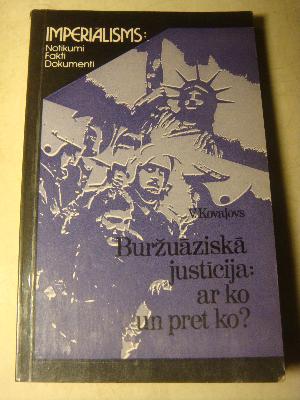 IMPERIALISMS:
Notikumi
Fakti
Dokumenti
V. Kovaļovs
Buržuāziskā
justīcija:
ar ko
un pret ko?